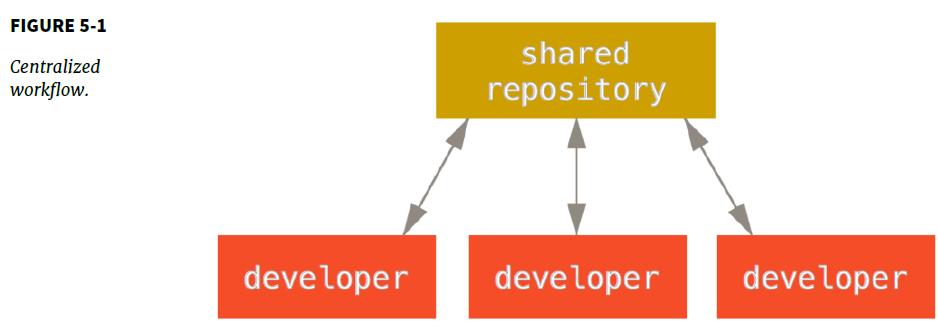 FIGURE 5-1
Centralized
workflow.
shared
repository
developer
developer
developer